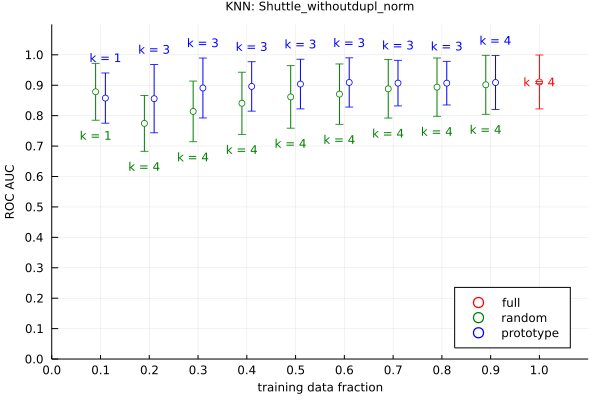 KNN: Shuttle_withoutdupl_norm
ROC AUC
1.0
0.9
0.8
0.7
0.6
0.5
0.4
0.3
0.2
0.1
0.0
k = 1
k = 3
k = 3
k = 3
k = 3
k = 3
k = 3
k = 3
k = 4
k = 4
k = 1
k = 4
k = 4
k = 4
k = 4
k = 4
k = 4
k = 4
k = 4
full
random
prototype
0.0 0.1 0.2 0.3 0.4 0.5 0.6 0.7 0.8 0.9 1.0
training data fraction